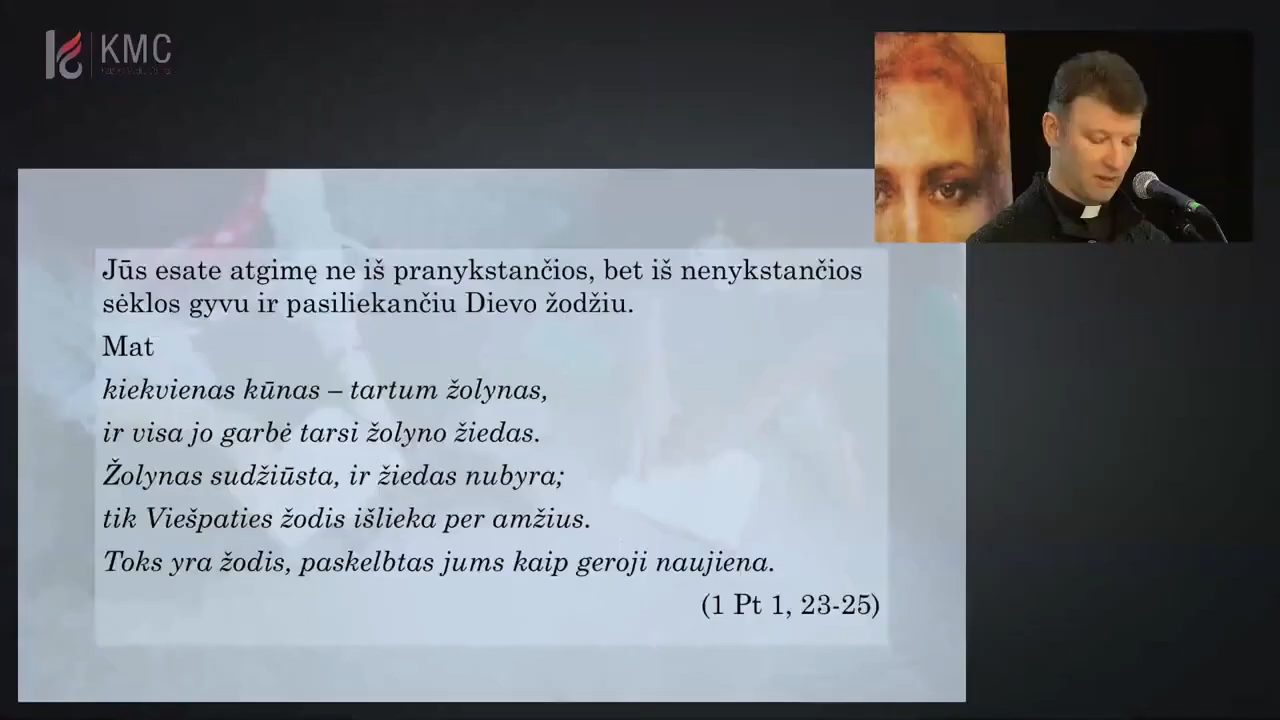 KMC
Jūs esate atgimę ne iš pranykstančios, bet iš nenykstančios
sėklos gyvu ir pasiliekančiu Dievo žodžiu.
Mat
kiekvienas kūnas – tartum žolynas,
ir visa jo garbė tarsi žolyno žiedas.
Žolynas sudžiūsta, ir žiedas nubyra;
tik Viešpaties žodis išlieka per amžius.
Toks yra žodis, paskelbtas jums kaip geroji naujiena.
(1 Pt 1, 23-25)